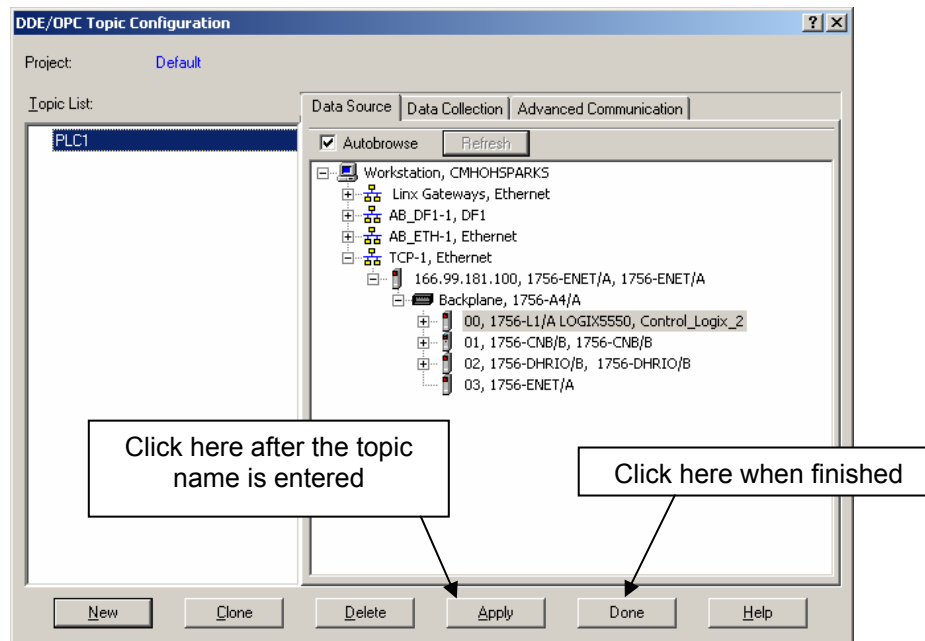 DDE/OPC Topic Configuration
Project: Default
Topic List:
PLC1
Data Source Data Collection Advanced Communication
Autobrowse Refresh
Workstation, CMHOHSPARKS
Linx Gateways, Ethernet
AB_DF1-1, DF1
AB_ETH-1, Ethernet
TCP-1, Ethernet
166.99.181.100, 1756-ENET/A, 1756-ENET/A
Backplane, 1756-A4/A
00, 1756-L1/A LOGIX5550, Control_Logix_2
01, 1756-CNB/B, 1756-CNB/B
02, 1756-DHRIO/B, 1756-DHRIO/B
03, 1756-ENET/A
Click here after the topic
name is entered
Click here when finished
New Clone Delete Apply Done Help